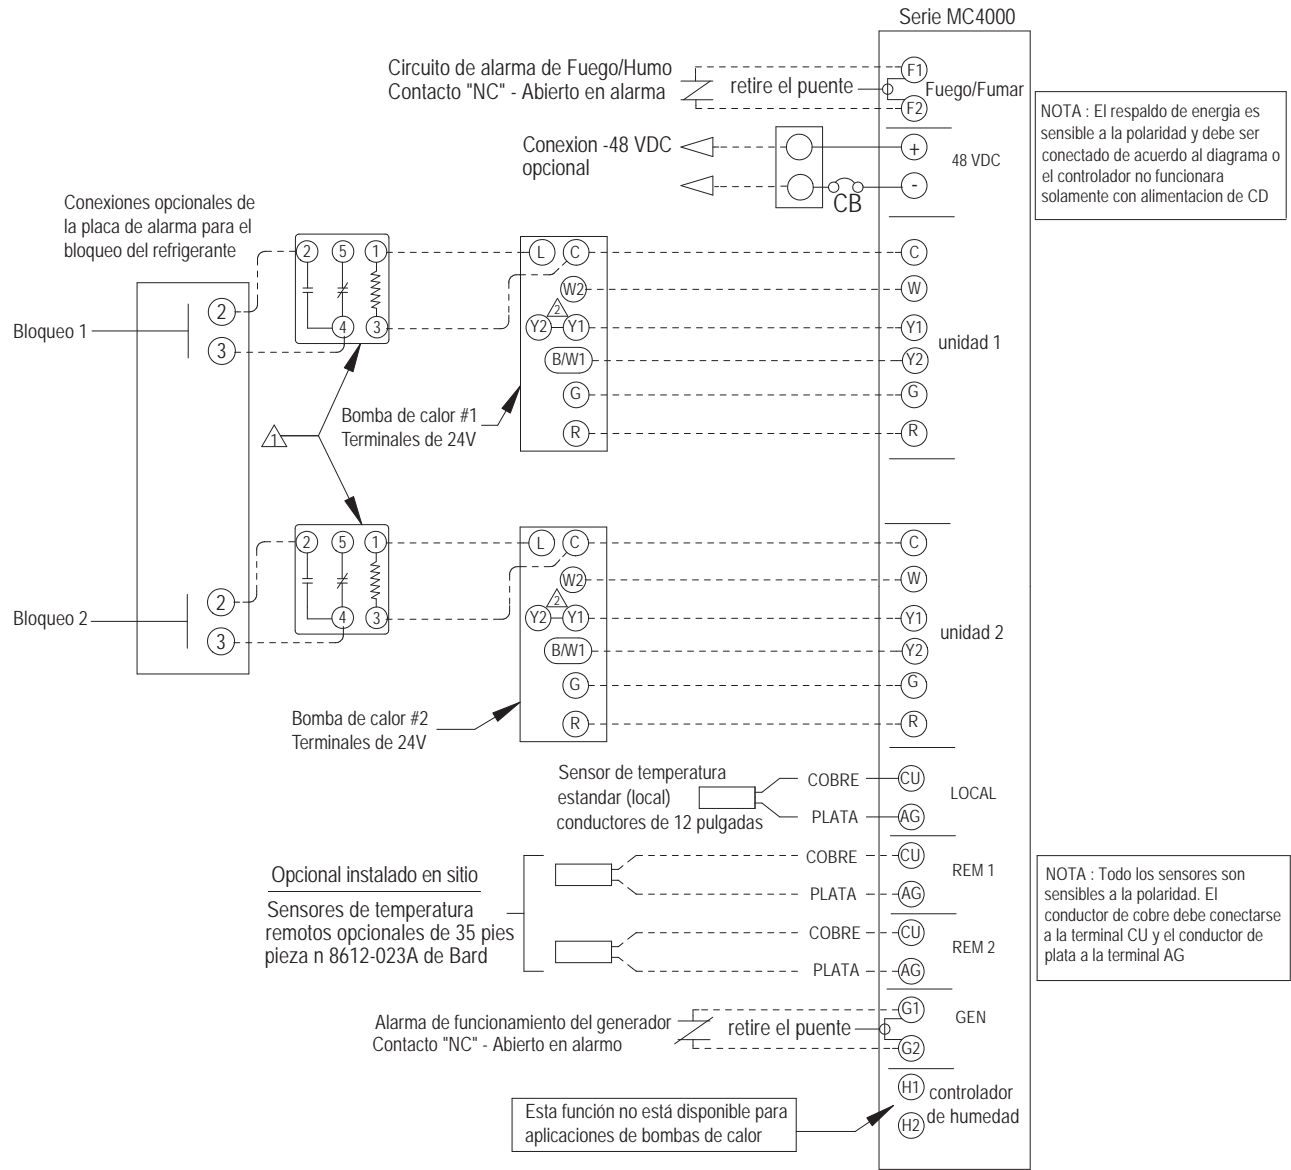 Serie MC4000
Circuito de alarma de Fuego/Humo
Contacto "NC" - Abierto en alarma
retire el puente
F1
Fuego/Fumar
F2
NOTA : El respaldo de energia es
sensible a la polaridad y debe ser
conectado de acuerdo al diagrama o
el controlador no funcionara
solamente con alimentacion de CD
Conexion -48 VDC
opcional
+
48 VDC
-
CB
Conexiones opcionales de
la placa de alarma para el
bloqueo del refrigerante
2 5 1
L C
C
2
W2
W
Bloqueo 1
4 3
2
Y2 Y1
Y1
unidad 1
3
B/W1
Y2
G
G
1
Bomba de calor #1
Terminales de 24V
R
R
2 5 1
L C
C
2
W2
W
Bloqueo 2
4 3
2
Y2 Y1
Y1
unidad 2
3
B/W1
Y2
G
G
Bomba de calor #2
Terminales de 24V
R
R
Sensor de temperatura
estandar (local)
conductores de 12 pulgadas
COBRE
CU
LOCAL
PLATA
AG
Opcional instalado en sitio
Sensores de temperatura
remotos opcionales de 35 pies
pieza n 8612-023A de Bard
COBRE
CU
REM 1
PLATA
AG
COBRE
CU
REM 2
PLATA
AG
NOTA : Todo los sensores son
sensibles a la polaridad. El
conductor de cobre debe conectarse
a la terminal CU y el conductor de
plata a la terminal AG
Alarma de funcionamiento del generador
Contacto "NC" - Abierto en alarmo
retire el puente
G1
GEN
G2
Esta función no está disponible para
aplicaciones de bombas de calor
H1
controlador
de humedad
H2